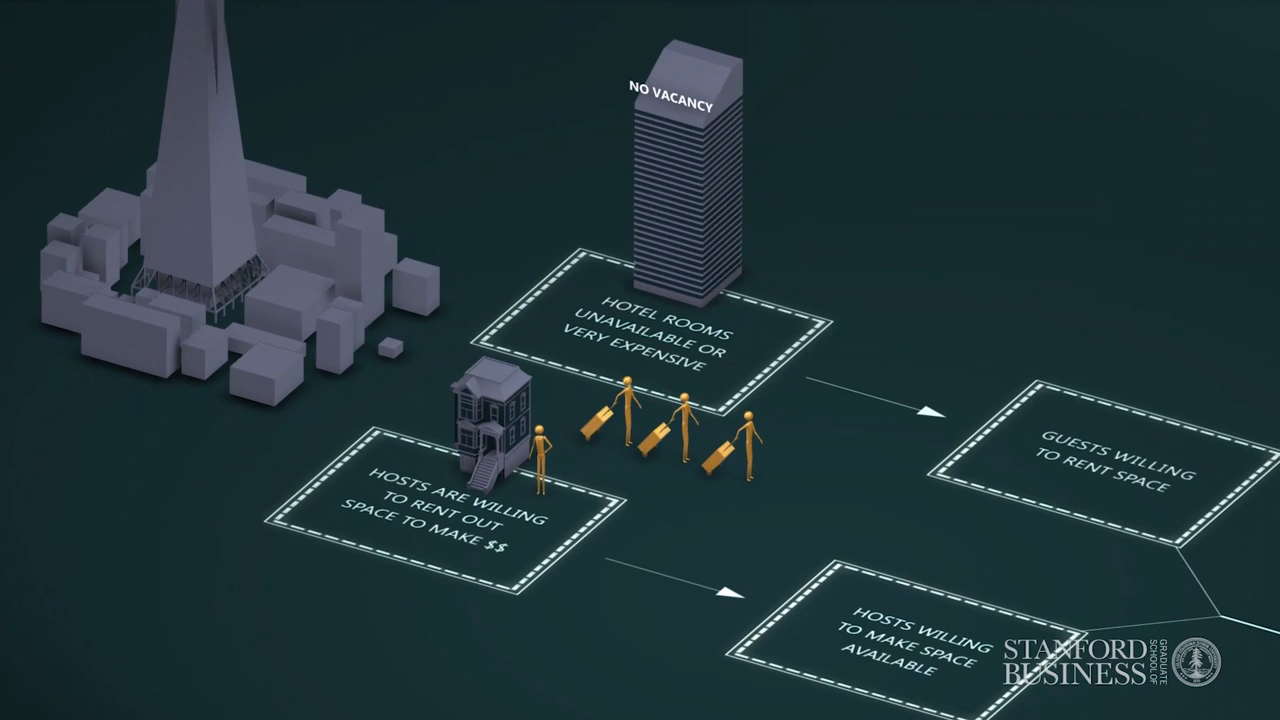 NO VACANCY
HOTEL ROOMS
UNAVAILABLE OR
VERY EXPENSIVE
GUESTS WILLING
TO RENT SPACE
HOSTS ARE WILLING
TO RENT OUT
SPACE TO MAKE $$
HOSTS WILLING
TO MAKE SPACE
AVAILABLE
STANFORD
BUSINESS
GRADUATE
SCHOOL OF